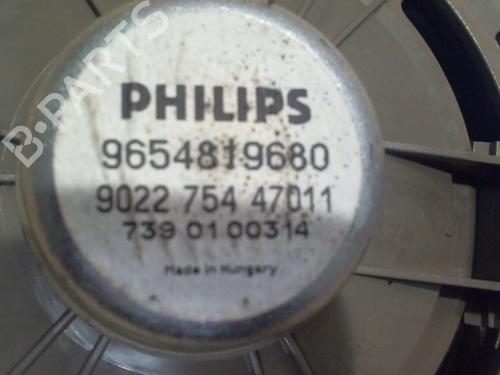 B-PARTS
PHILIPS
9654819680
9022 754 47011
739 01 00314
Made in Hungary